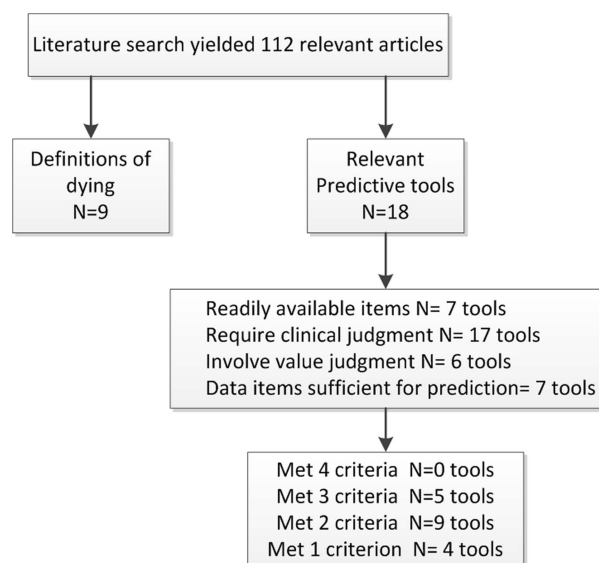 Literature search yielded 112 relevant articles
Definitions of
dying
N=9
Relevant
Predictive tools
N=18
Readily available items N= 7 tools
Require clinical judgment N= 17 tools
Involve value judgment N= 6 tools
Data items sufficient for prediction= 7 tools
Met 4 criteria N=0 tools
Met 3 criteria N=5 tools
Met 2 criteria N=9 tools
Met 1 criterion N= 4 tools